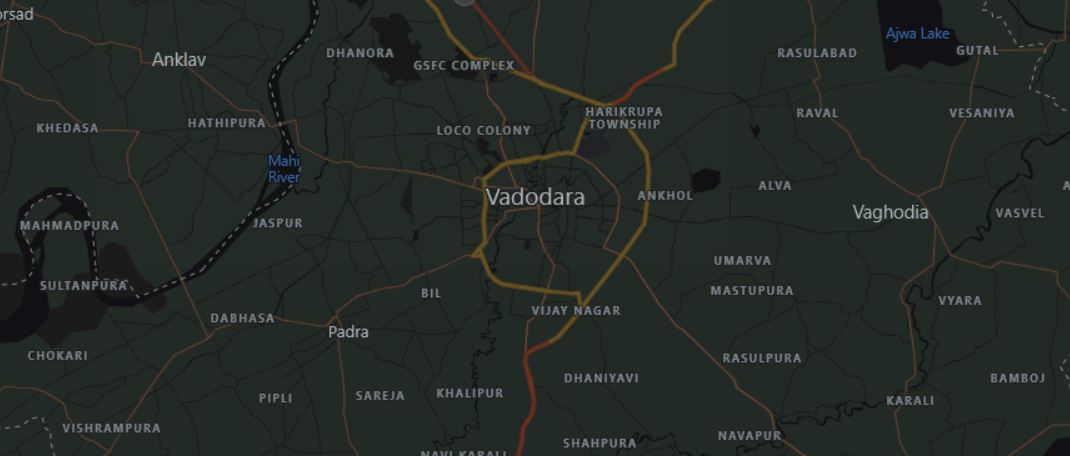 orsad
Ajwa Lake
GUTAL
DHANORA
RASULABAD
Anklav
GSFC COMPLEX
HARIKRUPA
TOWNSHIP
RAVAL
VESANIYA
KHEDASA
HATHIPURA
LOCO COLONY
Mahi
River
Vadodara
ANKHOL
ALVA
Vaghodia
VASVEL
MAHMADPURA
JASPUR
UMARVA
SULTANPURA
BIL
MASTUPURA
VYARA
DABHASA
Padra
VIJAY NAGAR
CHOKARI
RASULPURA
DHANIYAVI
BAMBOJ
PIPLI
SAREJA
KHALIPUR
KARALI
VISHRAMPURA
SHAHPURA
NAVAPUR
NAVI KARALI